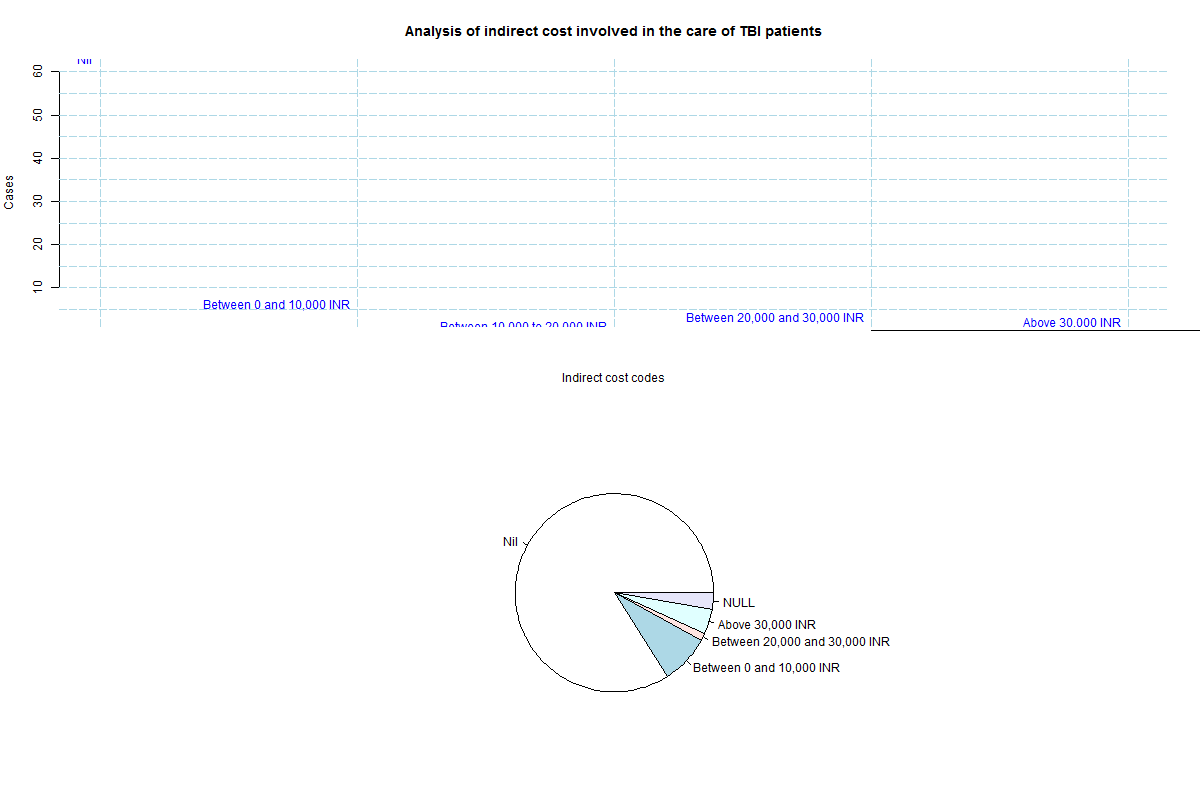 Analysis of indirect cost involved in the care of TBI patients
Nil
60
50
40
30
20
10
Cases
Between 0 and 10,000 INR
Between 10,000 to 20,000 INR
Between 20,000 and 30,000 INR
Above 30.000 INR
Indirect cost codes
Nil
NULL
Above 30,000 INR
Between 20,000 and 30,000 INR
Between 0 and 10,000 INR